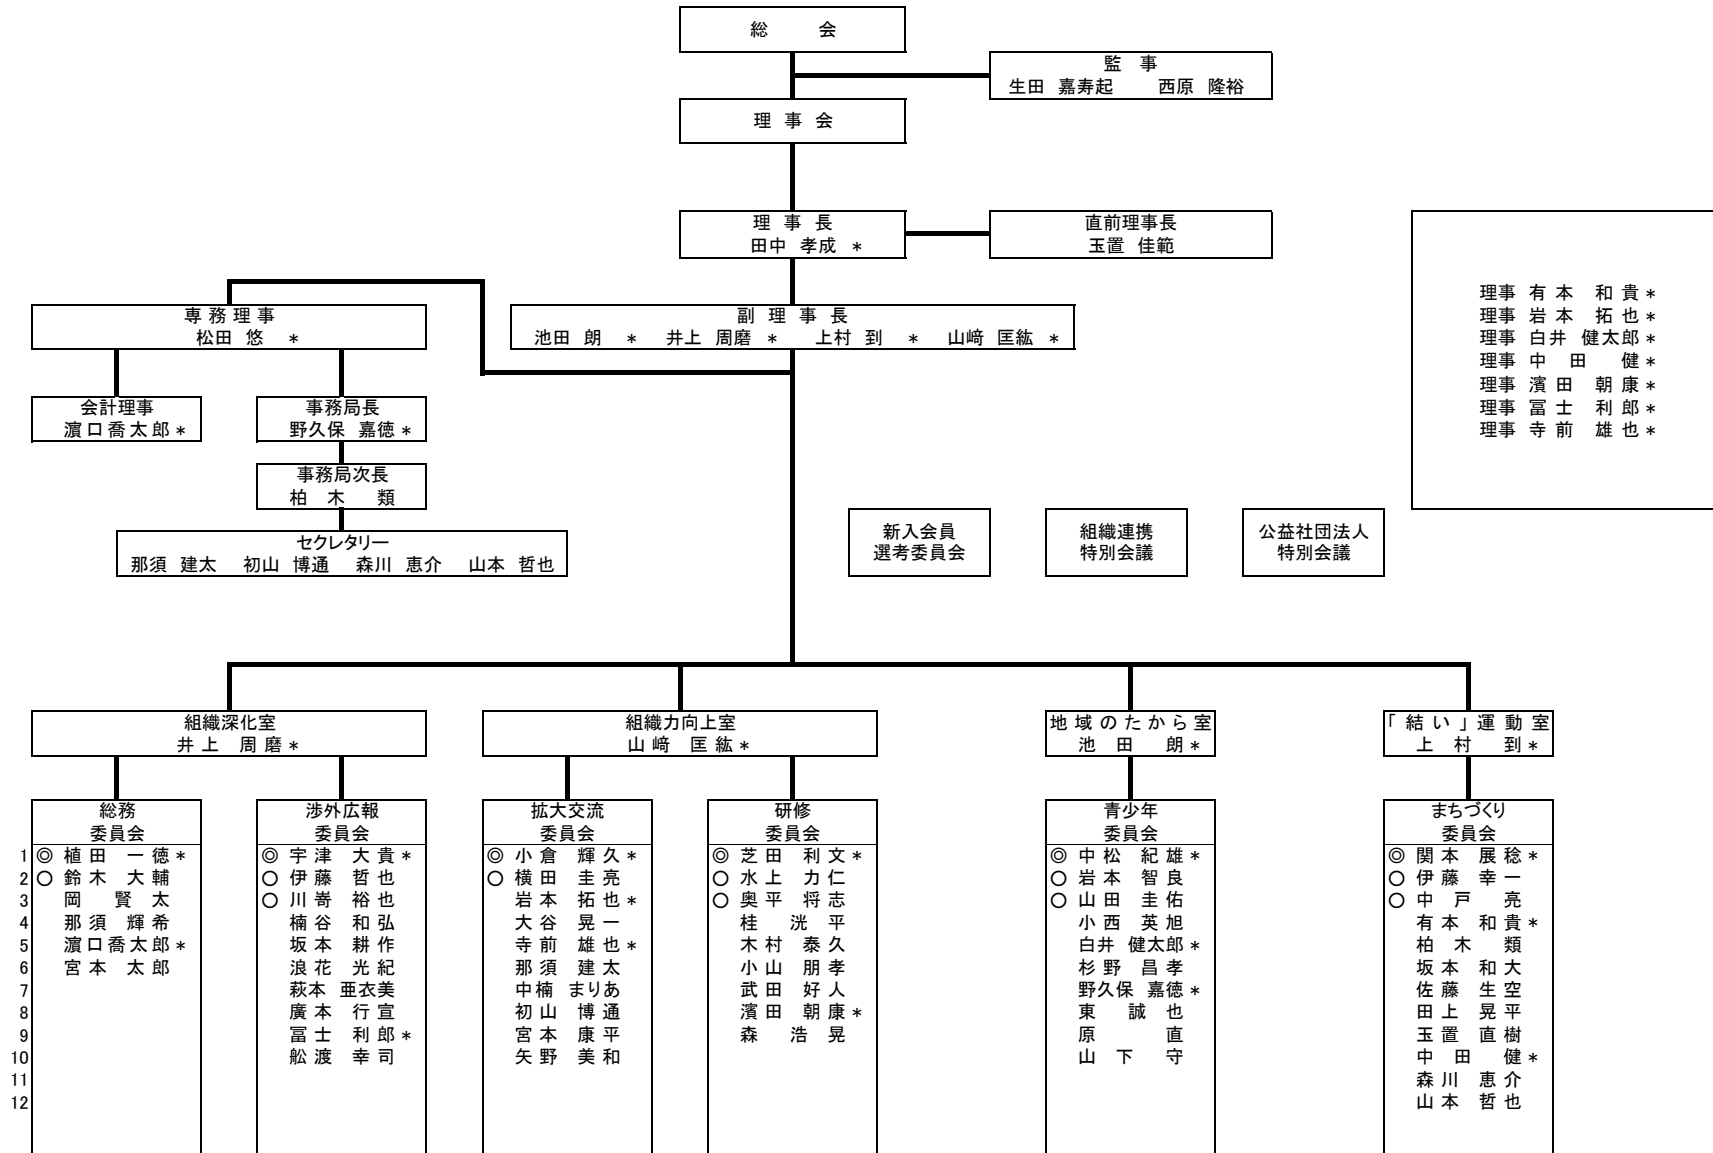 総　会
監　事
生田 嘉寿起　西原 隆裕
理 事 会
理 事 長
田中 孝成 ＊
直前理事長
玉置 佳範
専 務 理 事
松田 悠 ＊
副 理 事 長
池田 朗 ＊ 井上 周磨 ＊ 上村 到 ＊ 山﨑 匡紘 ＊
理事 有本 和貴＊
理事 岩本 拓也＊
理事 白井 健太郎＊
理事 中田 健＊
理事 濱田 朝康＊
理事 冨士 利郎＊
理事 寺前 雄也＊
会計理事
濵口喬太郎＊
事務局長
野久保 嘉徳＊
事務局次長
柏木 類
セクレタリー
那須 建太 初山 博通 森川 恵介 山本 哲也
新入会員
選考委員会
組織連携
特別会議
公益社団法人
特別会議
組織深化室
井上 周磨＊
組織力向上室
山﨑 匡紘＊
地域のたから室
池田 朗＊
「結い」運動室
上村 到＊
総務
委員会
1 ◎ 植田 一徳＊
2 〇 鈴木 大輔
3 岡 賢太
4 那須 輝希
5 濵口喬太郎＊
6 宮本 太郎
7
8
9
10
11
12
渉外広報
委員会
◎ 宇津 大貴＊
〇 伊藤 哲也
〇 川嵜 裕也
楠谷 和弘
坂本 耕作
浪花 光紀
萩本 亜衣美
廣本 行宣
冨士 利郎＊
舩渡 幸司
拡大交流
委員会
◎ 小倉 輝久＊
〇 横田 圭亮
岩本 拓也＊
大谷 晃一
寺前 雄也＊
那須 建太
中楠 まりあ
初山 博通
宮本 康平
矢野 美和
研修
委員会
◎ 芝田 利文＊
〇 水上 力仁
〇 奥平 将志
桂 洸平
木村 泰久
小山 朋孝
武田 好人
濱田 朝康＊
森 浩晃
青少年
委員会
◎ 中松 紀雄＊
〇 岩本 智良
〇 山田 圭佑
小西 英旭
白井 健太郎＊
杉野 昌孝
野久保 嘉徳＊
東 誠也
原 直
山下 守
まちづくり
委員会
◎ 関本 展稔＊
〇 伊藤 幸一
〇 中戸 亮
有本 和貴＊
柏木 類
坂本 和大
佐藤 生空
田上 晃平
玉置 直樹
中田 健＊
森川 恵介
山本 哲也